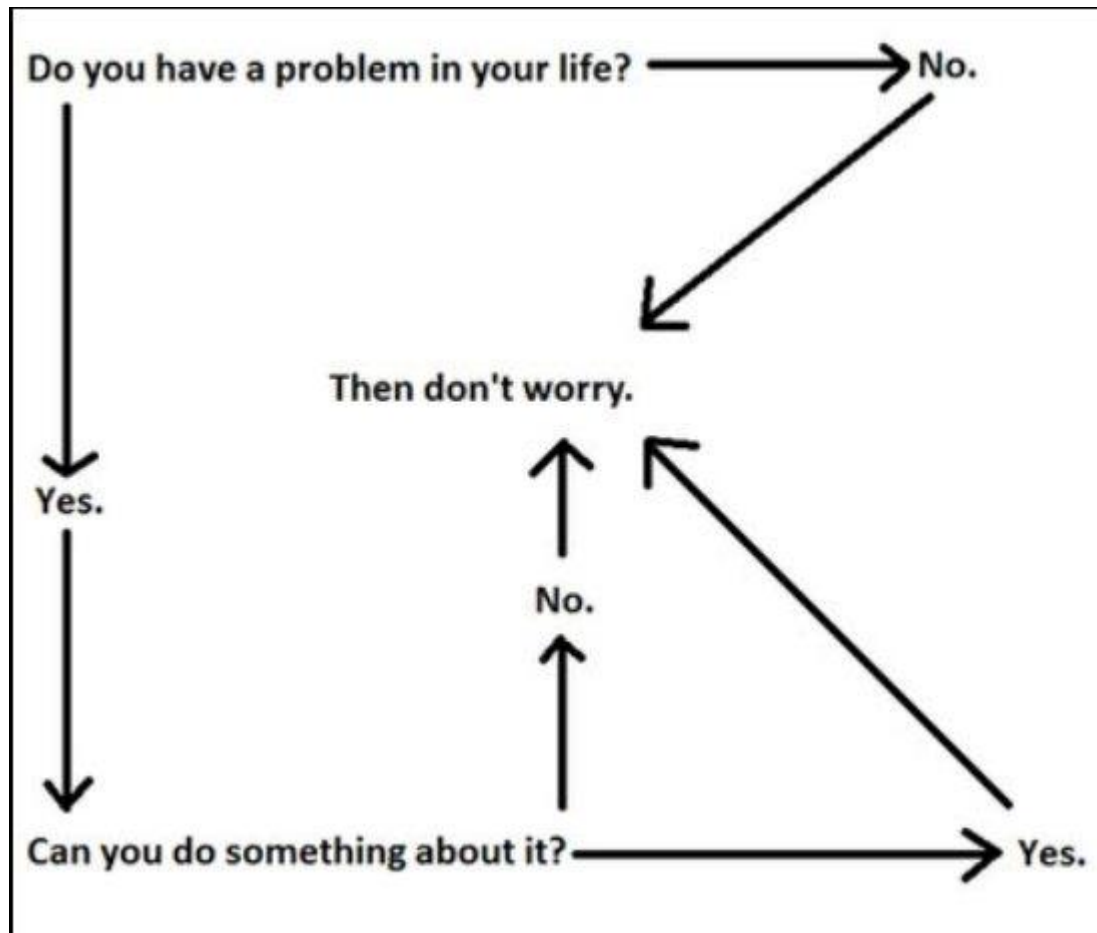 Do you have a problem in your life?
No.
Then don't worry.
Yes.
No.
Can you do something about it?
Yes.